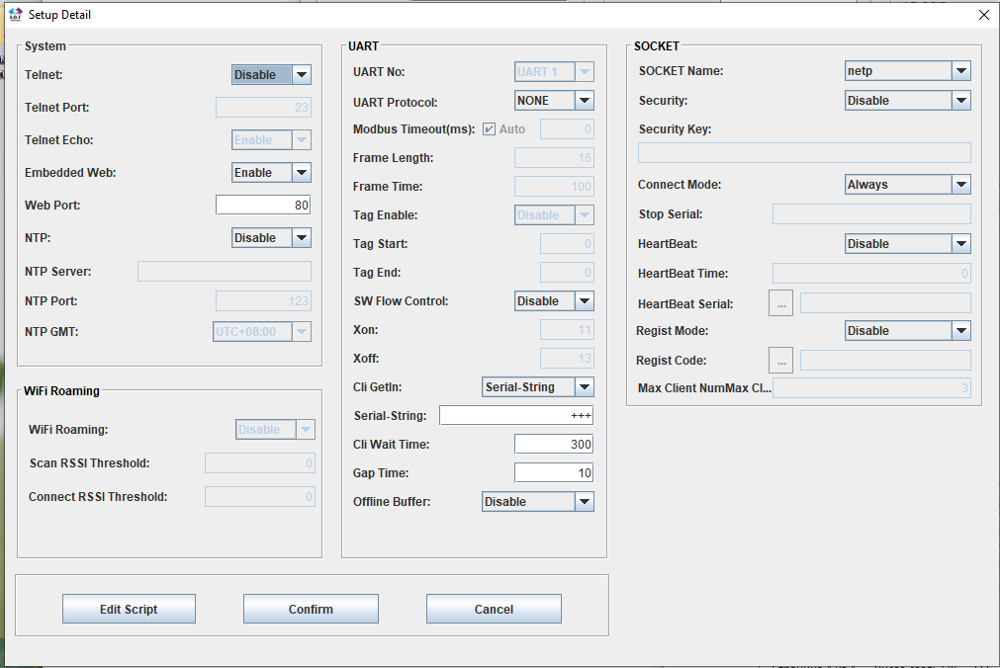 Setup Detail
System
Telnet: Disable
Telnet Port: 23
Telnet Echo: Enable
Embedded Web: Enable
Web Port: 80
NTP: Disable
NTP Server:
NTP Port: 123
NTP GMT: UTC+08:00
WiFi Roaming
WiFi Roaming: Disable
Scan RSSI Threshold: 0
Connect RSSI Threshold: 0
UART
UART No: UART 1
UART Protocol: NONE
Modbus Timeout(ms): Auto 0
Frame Length: 16
Frame Time: 100
Tag Enable: Disable
Tag Start: 0
Tag End: 0
SW Flow Control: Disable
Xon: 11
Xoff: 13
Cli GetIn: Serial-String
Serial-String: +++
Cli Wait Time: 300
Gap Time: 10
Offline Buffer: Disable
SOCKET
SOCKET Name: netp
Security: Disable
Security Key:
Connect Mode: Always
Stop Serial:
HeartBeat: Disable
HeartBeat Time: 0
HeartBeat Serial: ...
Regist Mode: Disable
Regist Code: ...
Max Client NumMax Cl... 3
Edit Script Confirm Cancel